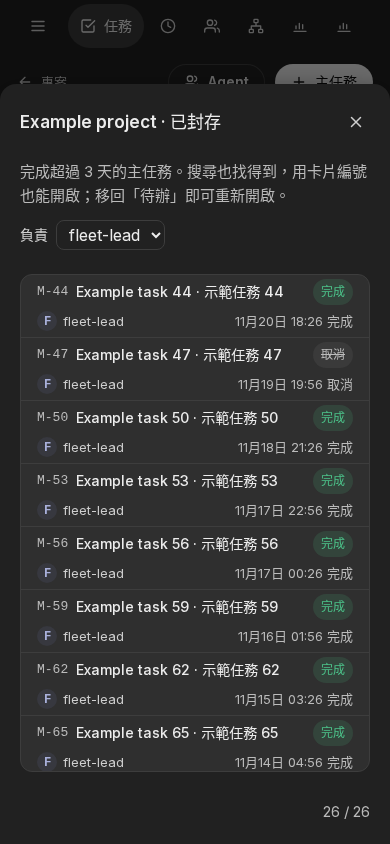 任務
專案
Agent
主任務
Example project · 已封存
完成超過 3 天的主任務。搜尋也找得到，用卡片編號
也能開啟；移回「待辦」即可重新開啟。
負責 fleet-lead
M-44 Example task 44 · 示範任務 44 完成
F fleet-lead 11月20日 18:26 完成
M-47 Example task 47 · 示範任務 47 取消
F fleet-lead 11月19日 19:56 取消
M-50 Example task 50 · 示範任務 50 完成
F fleet-lead 11月18日 21:26 完成
M-53 Example task 53 · 示範任務 53 完成
F fleet-lead 11月17日 22:56 完成
M-56 Example task 56 · 示範任務 56 完成
F fleet-lead 11月17日 00:26 完成
M-59 Example task 59 · 示範任務 59 完成
F fleet-lead 11月16日 01:56 完成
M-62 Example task 62 · 示範任務 62 完成
F fleet-lead 11月15日 03:26 完成
M-65 Example task 65 · 示範任務 65 完成
F fleet-lead 11月14日 04:56 完成
26 / 26